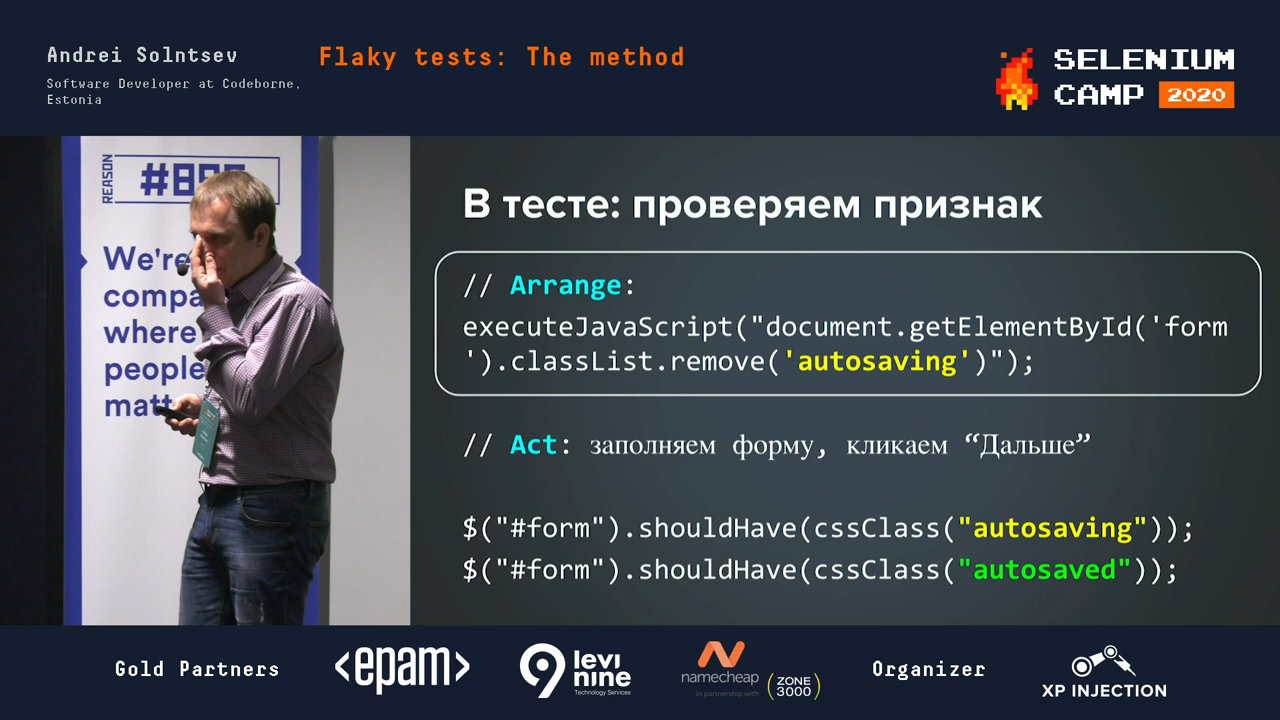 Andrei Solntsev
Software Developer at Codeborne,
Estonia
Flaky tests: The method
SELENIUM
CAMP 2020
REASON
We're
compa
where
people
matt
В тесте: проверяем признак
// Arrange:
executeJavaScript("document.getElementById('form
').classList.remove('autosaving')");
// Act: заполняем форму, кликаем “Дальше”
$("#form").shouldHave(cssClass("autosaving"));
$("#form").shouldHave(cssClass("autosaved"));
Gold Partners
<epam>
9 levi
nine
Technology Services
namecheap
in partnership with
ZONE
3000
Organizer
XP INJECTION